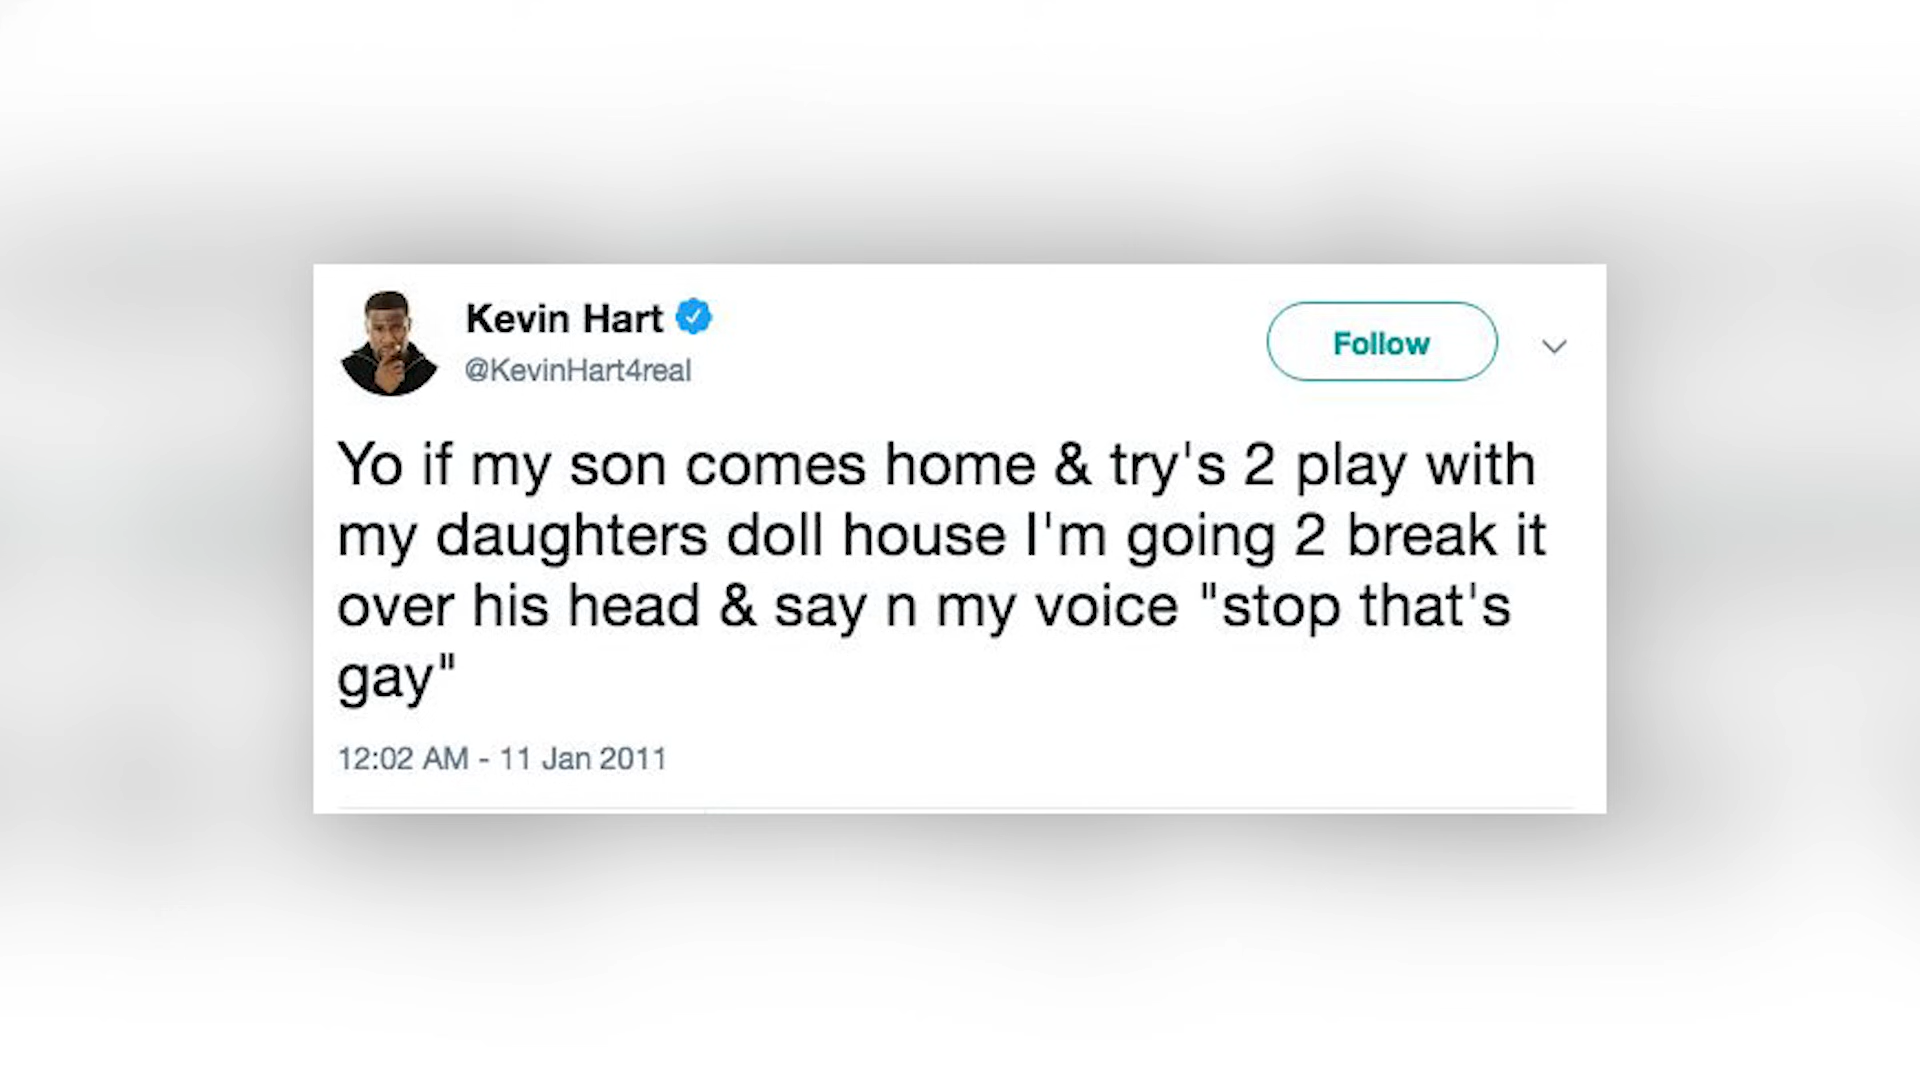 Kevin Hart
@KevinHart4real
Follow
Yo if my son comes home & try's 2 play with
my daughters doll house I'm going 2 break it
over his head & say n my voice "stop that's
gay"
12:02 AM - 11 Jan 2011